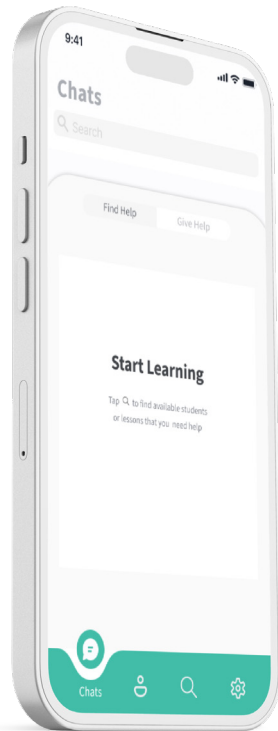 9:41
Chats
Search
Find Help
Give Help
Start Learning
Tap to find available students
or lessons that you need help
Chats